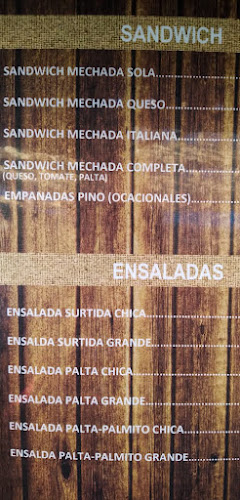 SANDWICH
SANDWICH MECHADA SOLA
SANDWICH MECHADA QUESO
SANDWICH MECHADA ITALIANA
SANDWICH MECHADA COMPLETA
(QUESO, TOMATE, PALTA)
EMPANADAS PINO (OCACIONALES)
ENSALADAS
ENSALADA SURTIDA CHICA
ENSALDA SURTIDA GRANDE
ENSALADA PALTA CHICA
ENSALADA PALTA GRANDE
ENSALADA PALTA-PALMITO CHICA
ENSALDA PALTA-PALMITO GRANDE